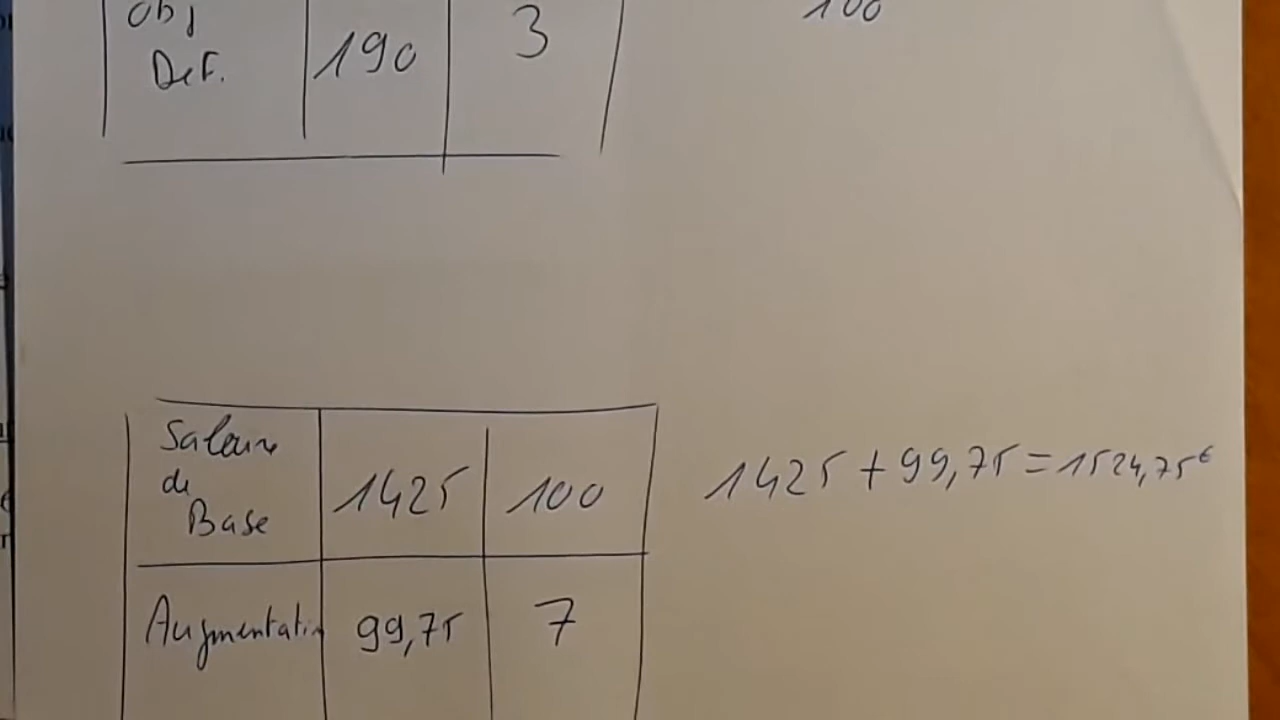 Obj
Def. 190 3
100
Salaire
de
Base 1425 100
1425 + 99,75 = 1524,75€
Augmentation 99,75 7